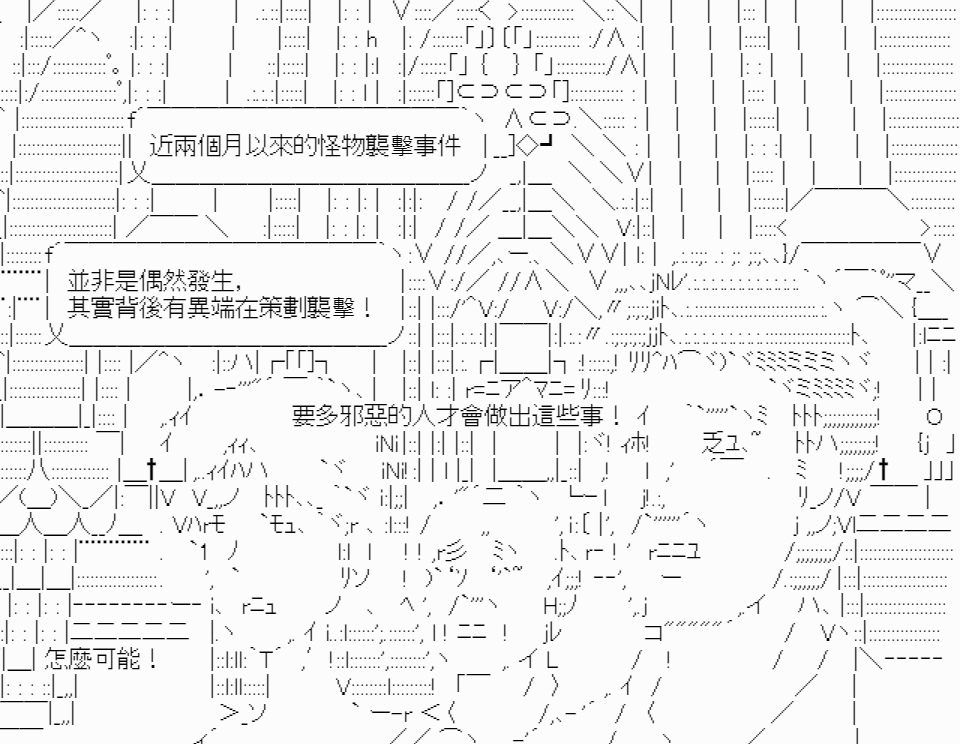 近兩個月以來的怪物襲擊事件
並非是偶然發生，
其實背後有異端在策劃襲擊！
要多邪惡的人才會做出這些事！
怎麼可能！